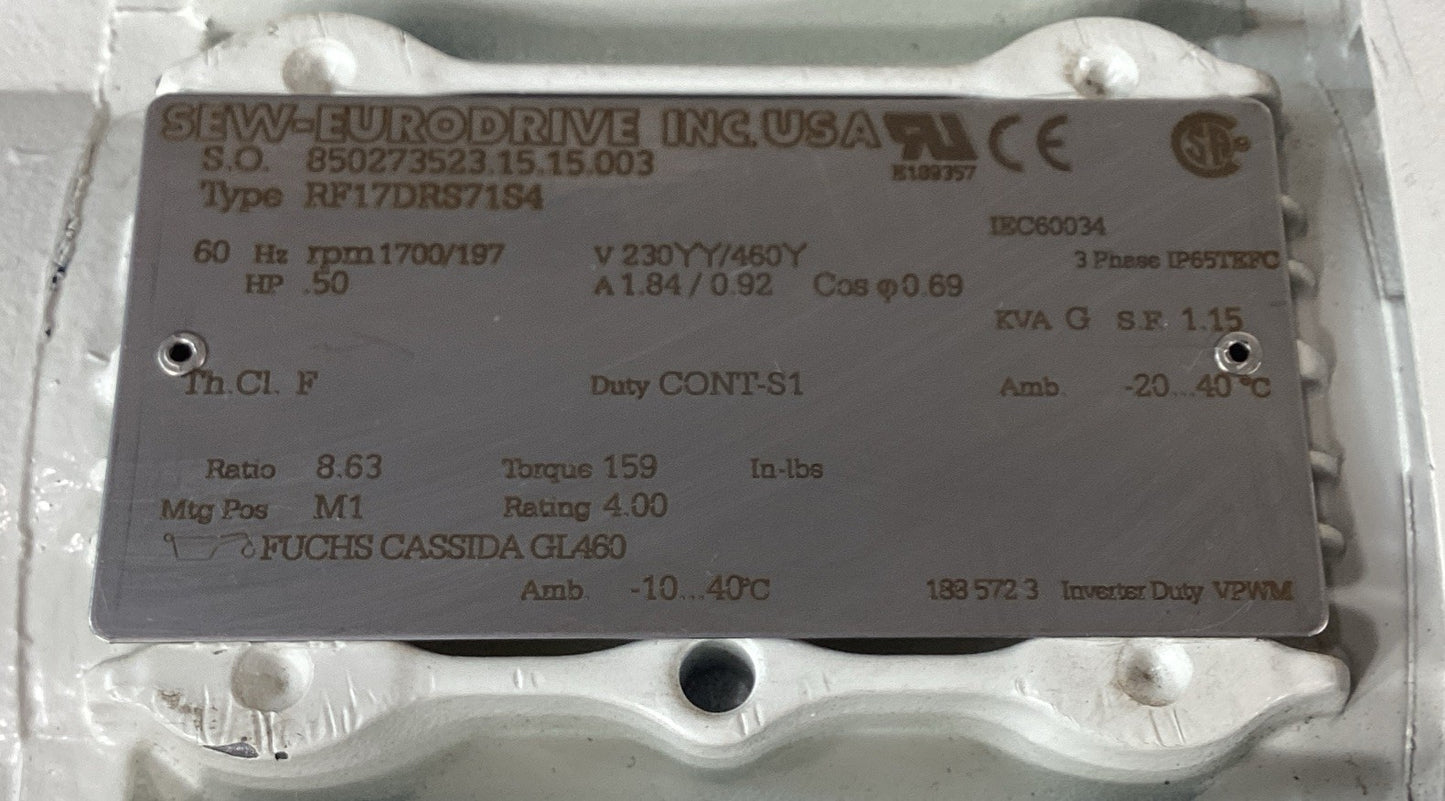 SEW-EURODRIVE INC. USA
E189357
CE
S.O. 850273523.15.15.003
Type RF17DRS71S4
IEC60034
60 Hz rpm 1700/197 V 230YY/460Y 3 Phase IP65TEFC
HP .50 A 1.84 / 0.92 Cos φ 0.69
KVA G S.F. 1.15
Th.Cl. F Duty CONT-S1 Amb. -20...40 °C
Ratio 8.63 Torque 159 In-lbs
Mtg Pos M1 Rating 4.00
FUCHS CASSIDA GL460
Amb. -10...40°C 188 572 3 Inverter Duty VPWM